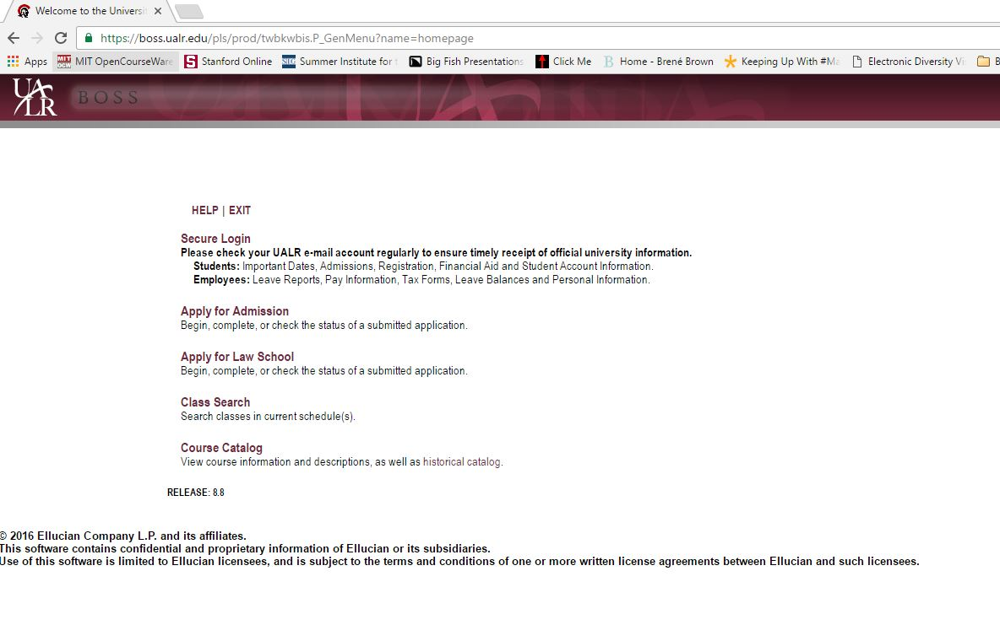 Welcome to the Universi
https://boss.ualr.edu/pls/prod/twbkwbis.P_GenMenu?name=homepage
Apps MIT OpenCourseWare Stanford Online Summer Institute for Big Fish Presentations Click Me Home - Brené Brown Keeping Up With #Ma Electronic Diversity Vi
UALR BOSS
HELP | EXIT
Secure Login
Please check your UALR e-mail account regularly to ensure timely receipt of official university information.
Students: Important Dates, Admissions, Registration, Financial Aid and Student Account Information.
Employees: Leave Reports, Pay Information, Tax Forms, Leave Balances and Personal Information.
Apply for Admission
Begin, complete, or check the status of a submitted application.
Apply for Law School
Begin, complete, or check the status of a submitted application.
Class Search
Search classes in current schedule(s).
Course Catalog
View course information and descriptions, as well as historical catalog.
RELEASE: 8.8
© 2016 Ellucian Company L.P. and its affiliates.
This software contains confidential and proprietary information of Ellucian or its subsidiaries.
Use of this software is limited to Ellucian licensees, and is subject to the terms and conditions of one or more written license agreements between Ellucian and such licensees.